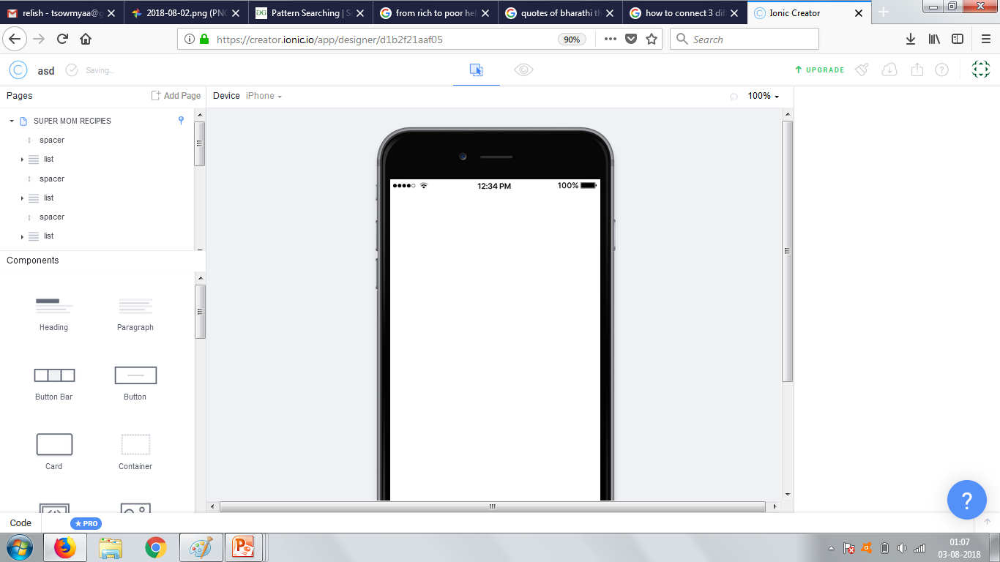 relish - tsowmyaa@g
2018-08-02.png (PNG
Pattern Searching | S
from rich to poor hel
quotes of bharathi th
how to connect 3 dif
Ionic Creator
https://creator.ionic.io/app/designer/d1b2f21aaf05
90%
Search
asd
Saving...
UPGRADE
?
Pages
Add Page
Device
iPhone
100%
SUPER MOM RECIPIES
spacer
list
spacer
list
spacer
list
12:34 PM
100%
Components
Heading
Paragraph
Button Bar
Button
Card
Container
?
Code
PRO
01:07
03-08-2018